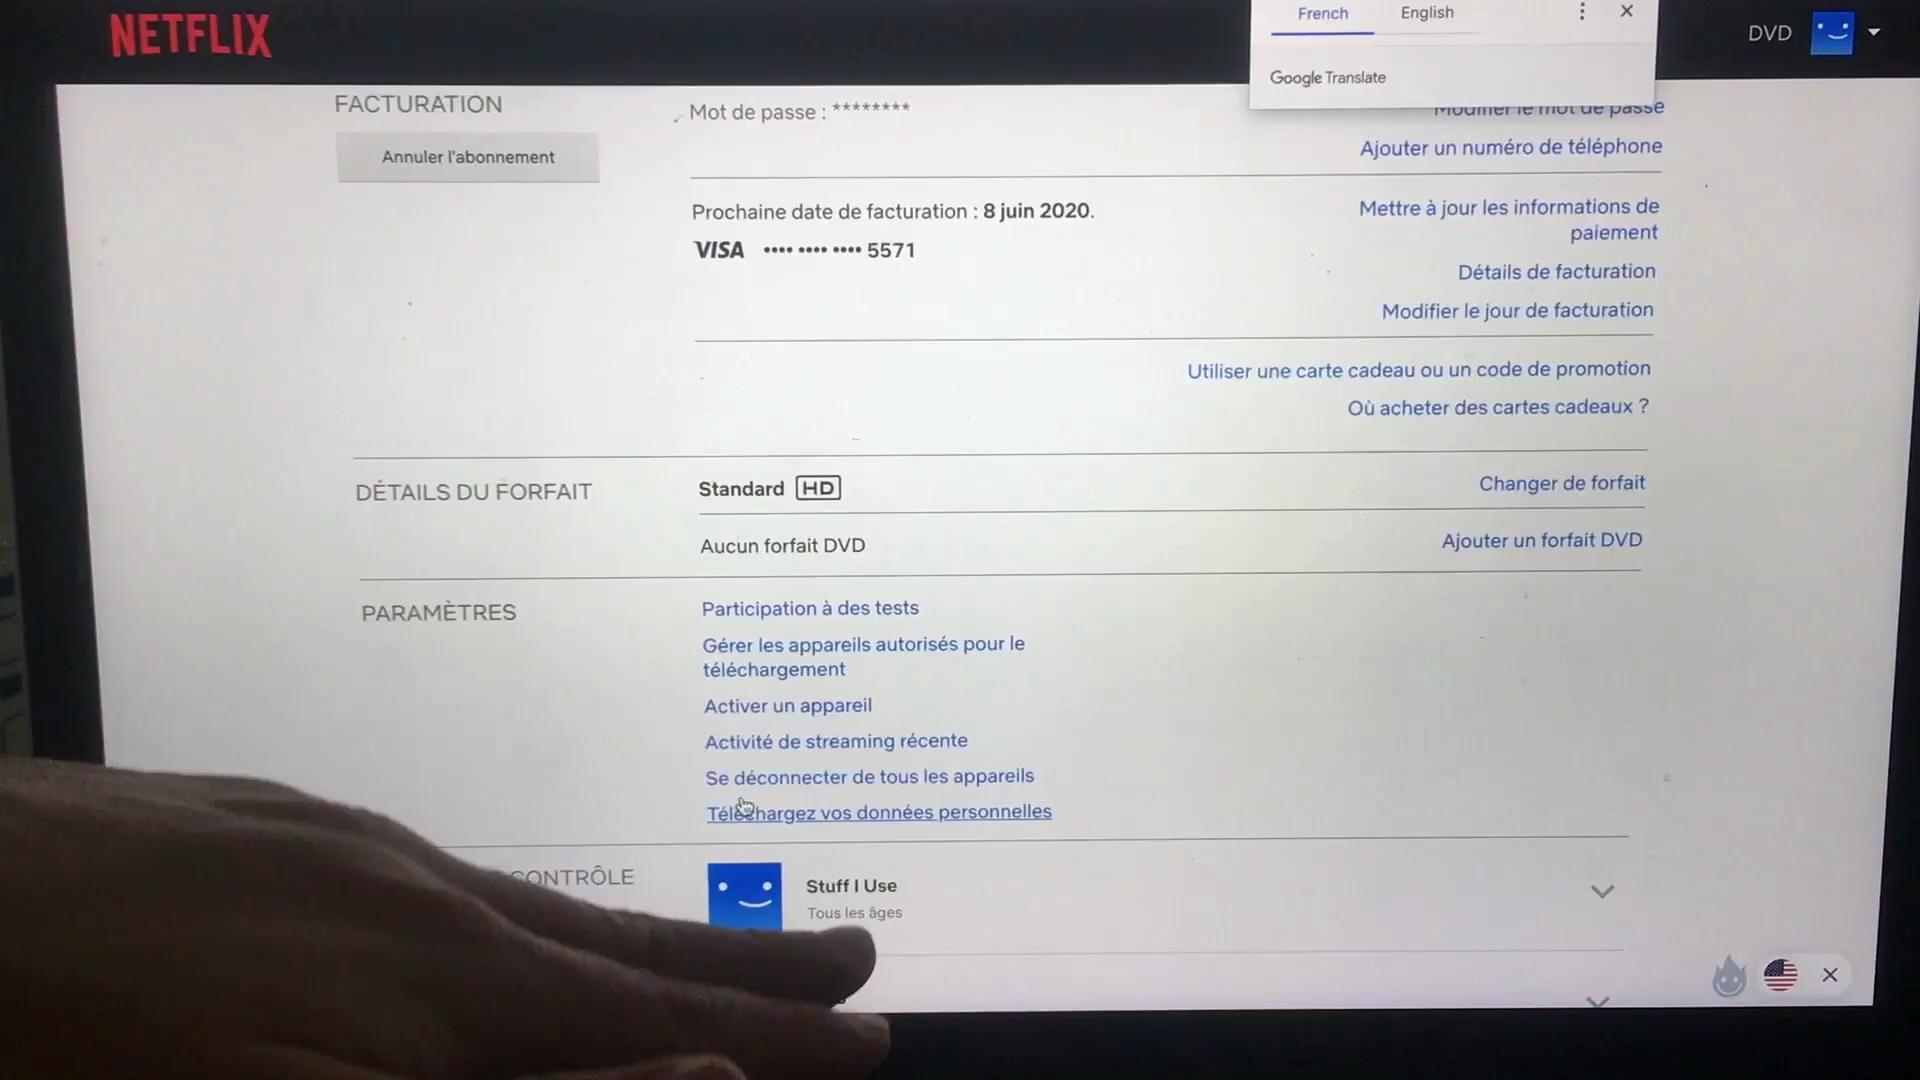 NETFLIX
French
English
DVD
Google Translate
FACTURATION
Mot de passe : ********
Modifier le mot de passe
Annuler l'abonnement
Ajouter un numéro de téléphone
Prochaine date de facturation : 8 juin 2020.
Mettre à jour les informations de
paiement
VISA •••• •••• •••• 5571
Détails de facturation
Modifier le jour de facturation
Utiliser une carte cadeau ou un code de promotion
Où acheter des cartes cadeaux ?
DÉTAILS DU FORFAIT
Standard HD
Changer de forfait
Aucun forfait DVD
Ajouter un forfait DVD
PARAMÈTRES
Participation à des tests
Gérer les appareils autorisés pour le
téléchargement
Activer un appareil
Activité de streaming récente
Se déconnecter de tous les appareils
Téléchargez vos données personnelles
CONTRÔLE
Stuff I Use
Tous les âges